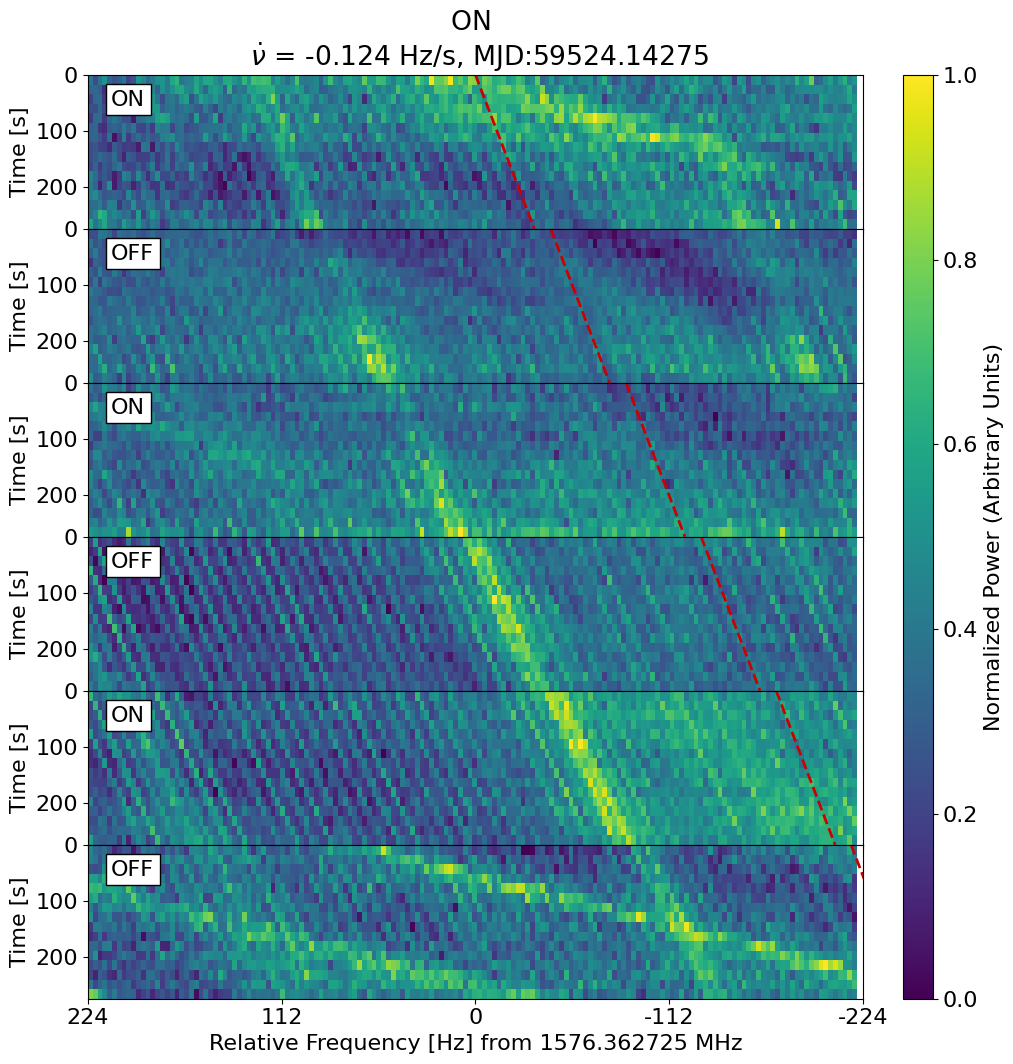 ON
ν̇ = -0.124 Hz/s, MJD:59524.14275
0
100
200
Time [s]
ON
0
100
200
Time [s]
OFF
0
100
200
Time [s]
ON
0
100
200
Time [s]
OFF
0
100
200
Time [s]
ON
0
100
200
Time [s]
OFF
224 112 0 -112 -224
Relative Frequency [Hz] from 1576.362725 MHz
1.0
0.8
0.6
0.4
0.2
0.0
Normalized Power (Arbitrary Units)